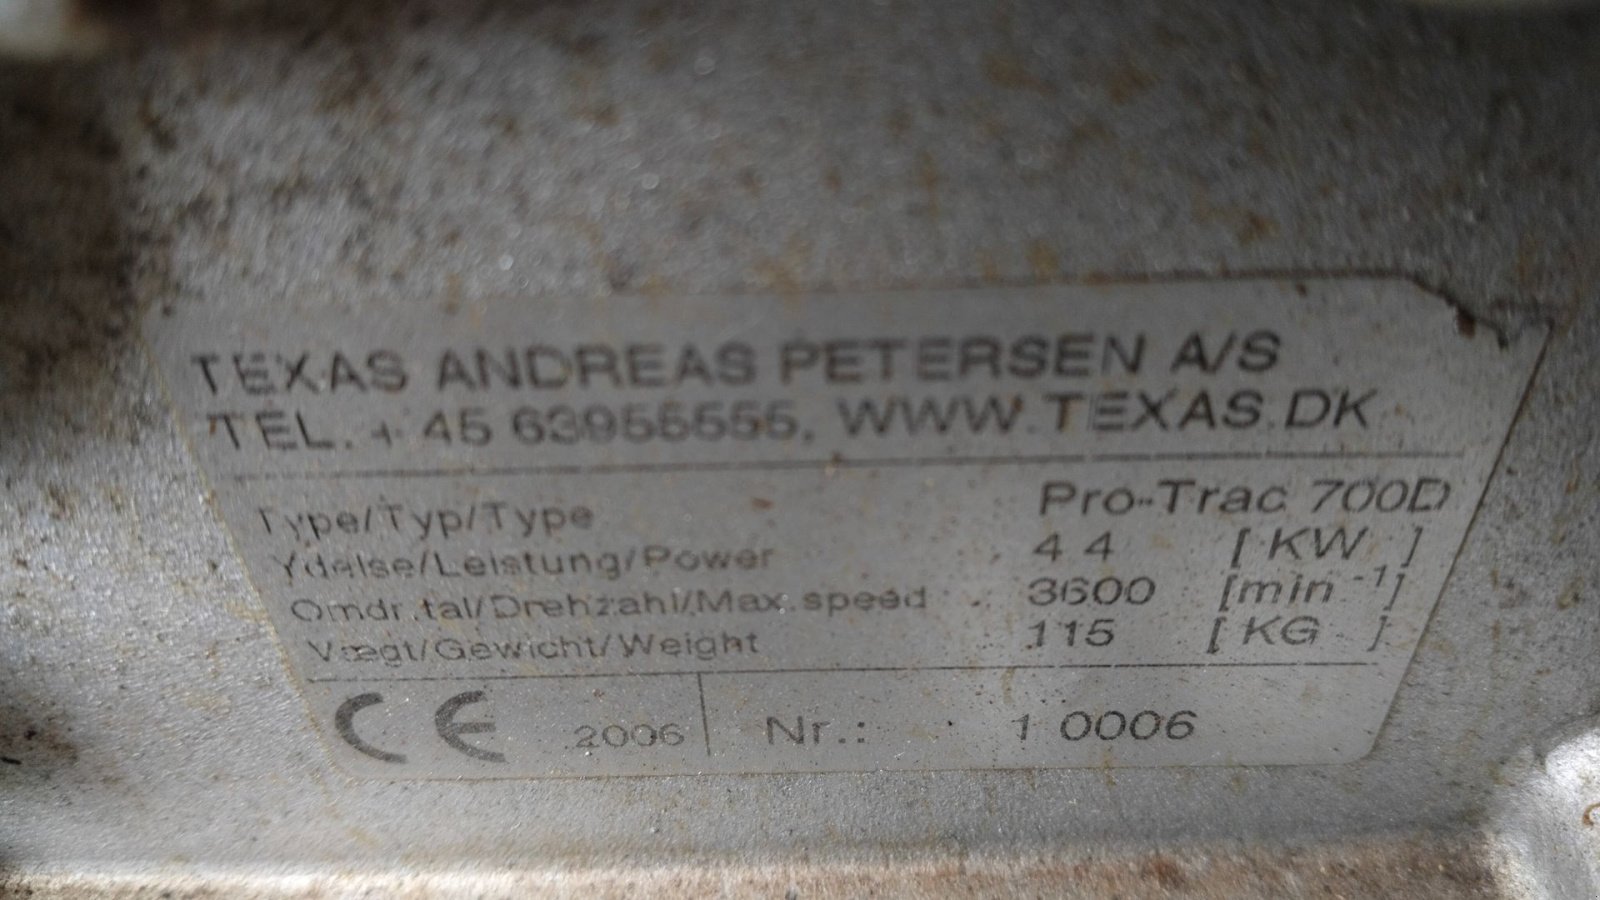 TEXAS ANDREAS PETERSEN A/S
TEL. + 45 63955555, WWW.TEXAS.DK
Type/Typ/Type Pro-Trac 700D
Ydelse/Leistung/Power 4 4 [ KW ]
Omdr.tal/Drehzahl/Max. speed 3600 [min -1]
Vægt/Gewicht/Weight 115 [ KG ]
CE 2006 Nr.: 1 0006